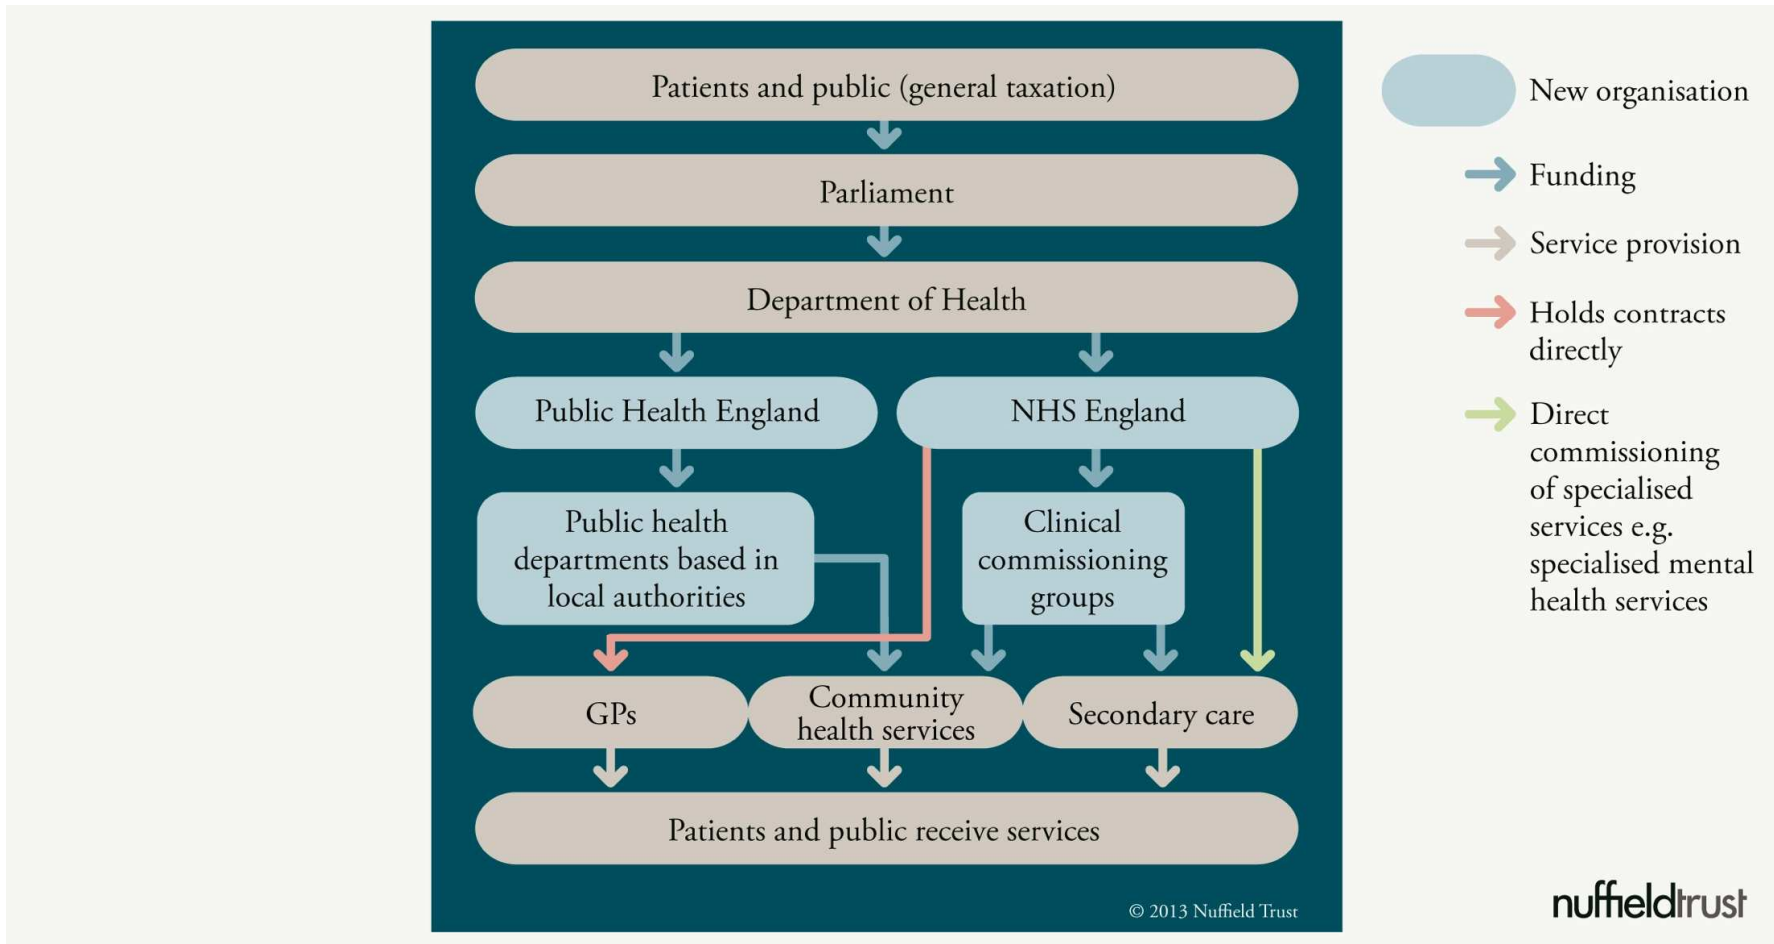 Patients and public (general taxation)
Parliament
Department of Health
Public Health England
NHS England
Public health
departments based in
local authorities
Clinical
commissioning
groups
GPs
Community
health services
Secondary care
Patients and public receive services
© 2013 Nuffield Trust
New organisation
Funding
Service provision
Holds contracts
directly
Direct
commissioning
of specialised
services e.g.
specialised mental
health services
nuffieldtrust